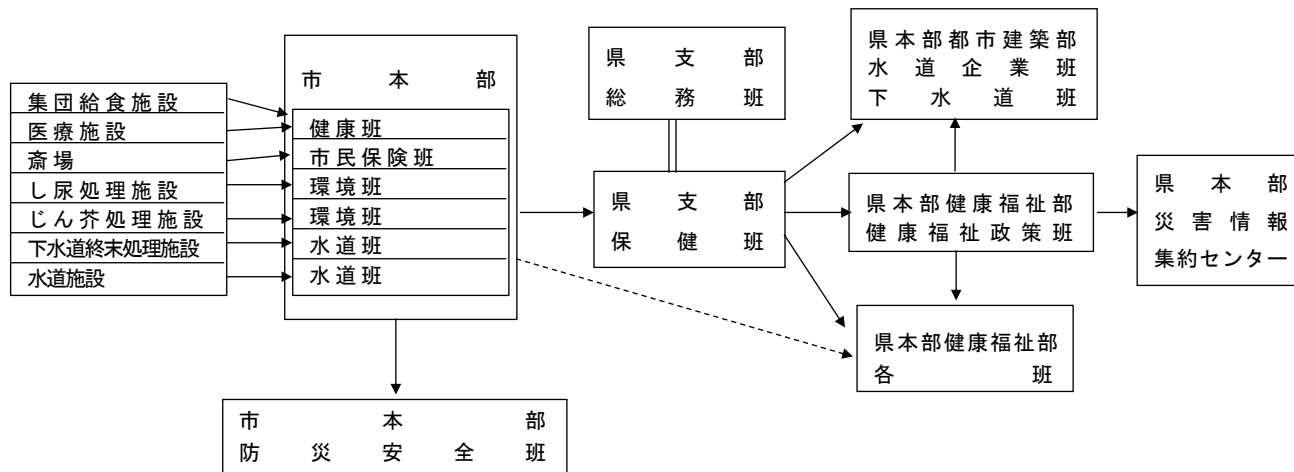 集団給食施設
医療施設
斎場
し尿処理施設
じん芥処理施設
下水道終末処理施設
水道施設
市本部
健康班
市民保険班
環境班
環境班
水道班
水道班
市本部
防災安全班
県支部
総務班
県支部
保健班
県本部都市建築部
水道企業班
下水道班
県本部健康福祉部
健康福祉政策班
県本部健康福祉部
各班
県本部
災害情報
集約センター